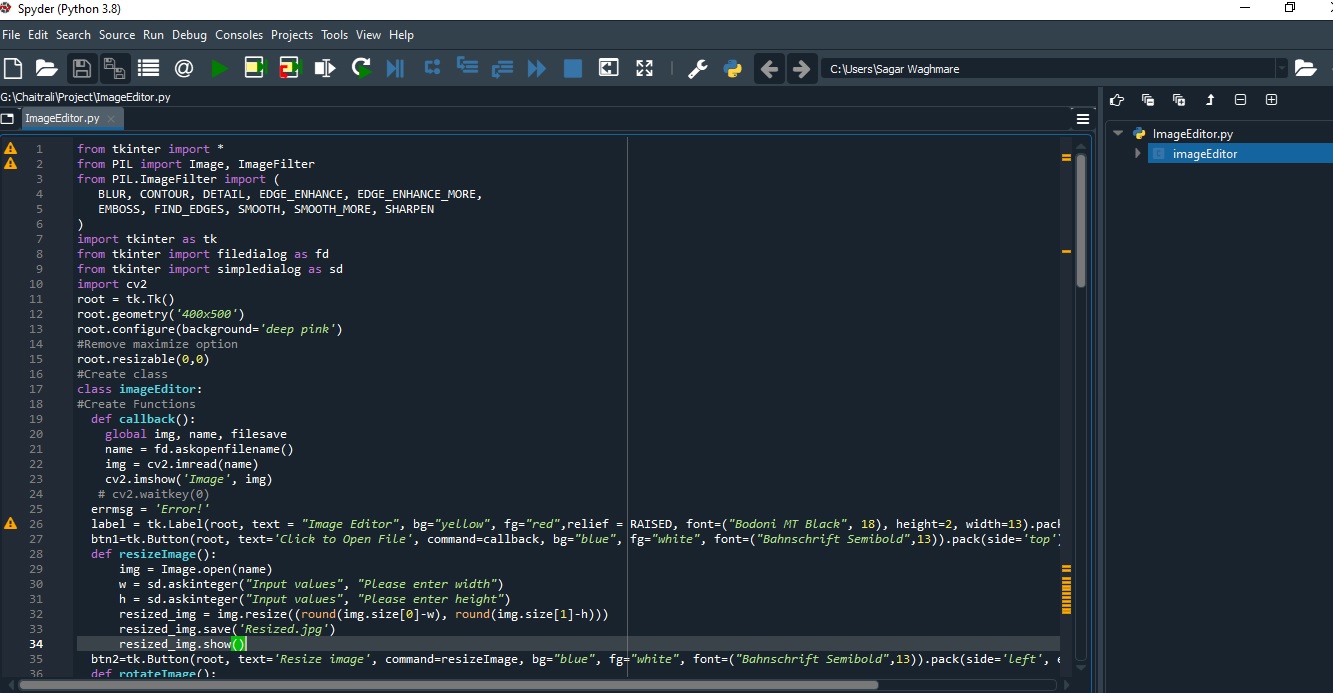 Spyder (Python 3.8)
File Edit Search Source Run Debug Consoles Projects Tools View Help
C:\Users\Sagar Waghmare
G:\Chaitrali\Project\ImageEditor.py
ImageEditor.py
1 from tkinter import *
2 from PIL import Image, ImageFilter
3 from PIL.ImageFilter import (
4 BLUR, CONTOUR, DETAIL, EDGE_ENHANCE, EDGE_ENHANCE_MORE,
5 EMBOSS, FIND_EDGES, SMOOTH, SMOOTH_MORE, SHARPEN
6 )
7 import tkinter as tk
8 from tkinter import filedialog as fd
9 from tkinter import simpledialog as sd
10 import cv2
11 root = tk.Tk()
12 root.geometry('400x500')
13 root.configure(background='deep pink')
14 #Remove maximize option
15 root.resizable(0,0)
16 #Create class
17 class imageEditor:
18 #Create Functions
19 def callback():
20 global img, name, filesave
21 name = fd.askopenfilename()
22 img = cv2.imread(name)
23 cv2.imshow('Image', img)
24 # cv2.waitkey(0)
25 errmsg = 'Error!'
26 label = tk.Label(root, text = "Image Editor", bg="yellow", fg="red",relief = RAISED, font=("Bodoni MT Black", 18), height=2, width=13).pack
27 btn1=tk.Button(root, text='Click to Open File', command=callback, bg="blue", fg="white", font=("Bahnschrift Semibold",13)).pack(side='top'
28 def resizeImage():
29 img = Image.open(name)
30 w = sd.askinteger("Input values", "Please enter width")
31 h = sd.askinteger("Input values", "Please enter height")
32 resized_img = img.resize((round(img.size[0]-w), round(img.size[1]-h)))
33 resized_img.save('Resized.jpg')
34 resized_img.show()
35 btn2=tk.Button(root, text='Resize image', command=resizeImage, bg="blue", fg="white", font=("Bahnschrift Semibold",13)).pack(side='left',
36 def rotateImage():
ImageEditor.py
imageEditor